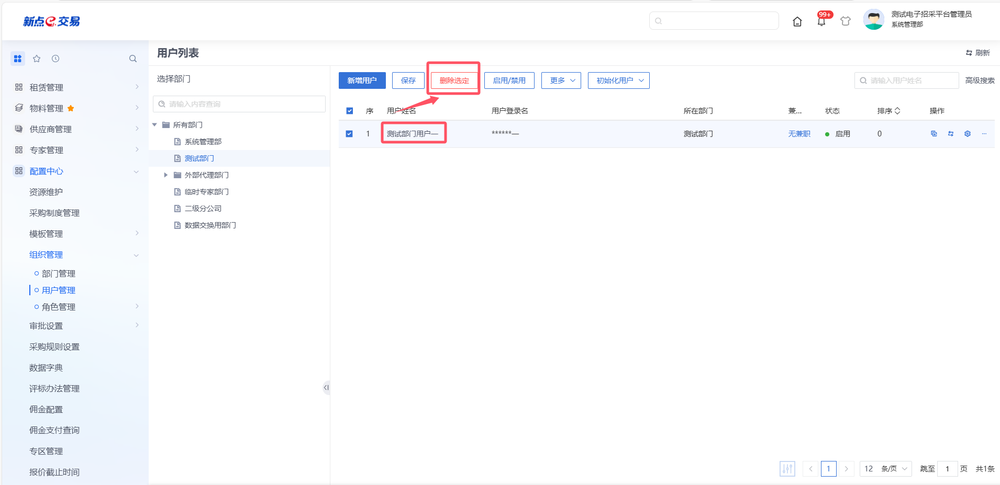 新点e交易
99+
测试电子招采平台管理员
系统管理部
租赁管理
物料管理
供应商管理
专家管理
配置中心
资源维护
采购制度管理
模板管理
组织管理
部门管理
用户管理
角色管理
审批设置
采购规则设置
数据字典
评标办法管理
佣金配置
佣金支付查询
专区管理
报价截止时间
用户列表
刷新
选择部门
请输入内容查询
所有部门
系统管理部
测试部门
外部代理部门
临时专家部门
二级分公司
数据交换用部门
新增用户 保存 删除选定 启用/禁用 更多 初始化用户 请输入用户姓名 高级搜索
序 用户姓名 用户登录名 所在部门 兼... 状态 排序 操作
1 测试部门用户一 ******一 测试部门 无兼职 启用 0 ...
1 12 条/页 跳至 1 页 共1条